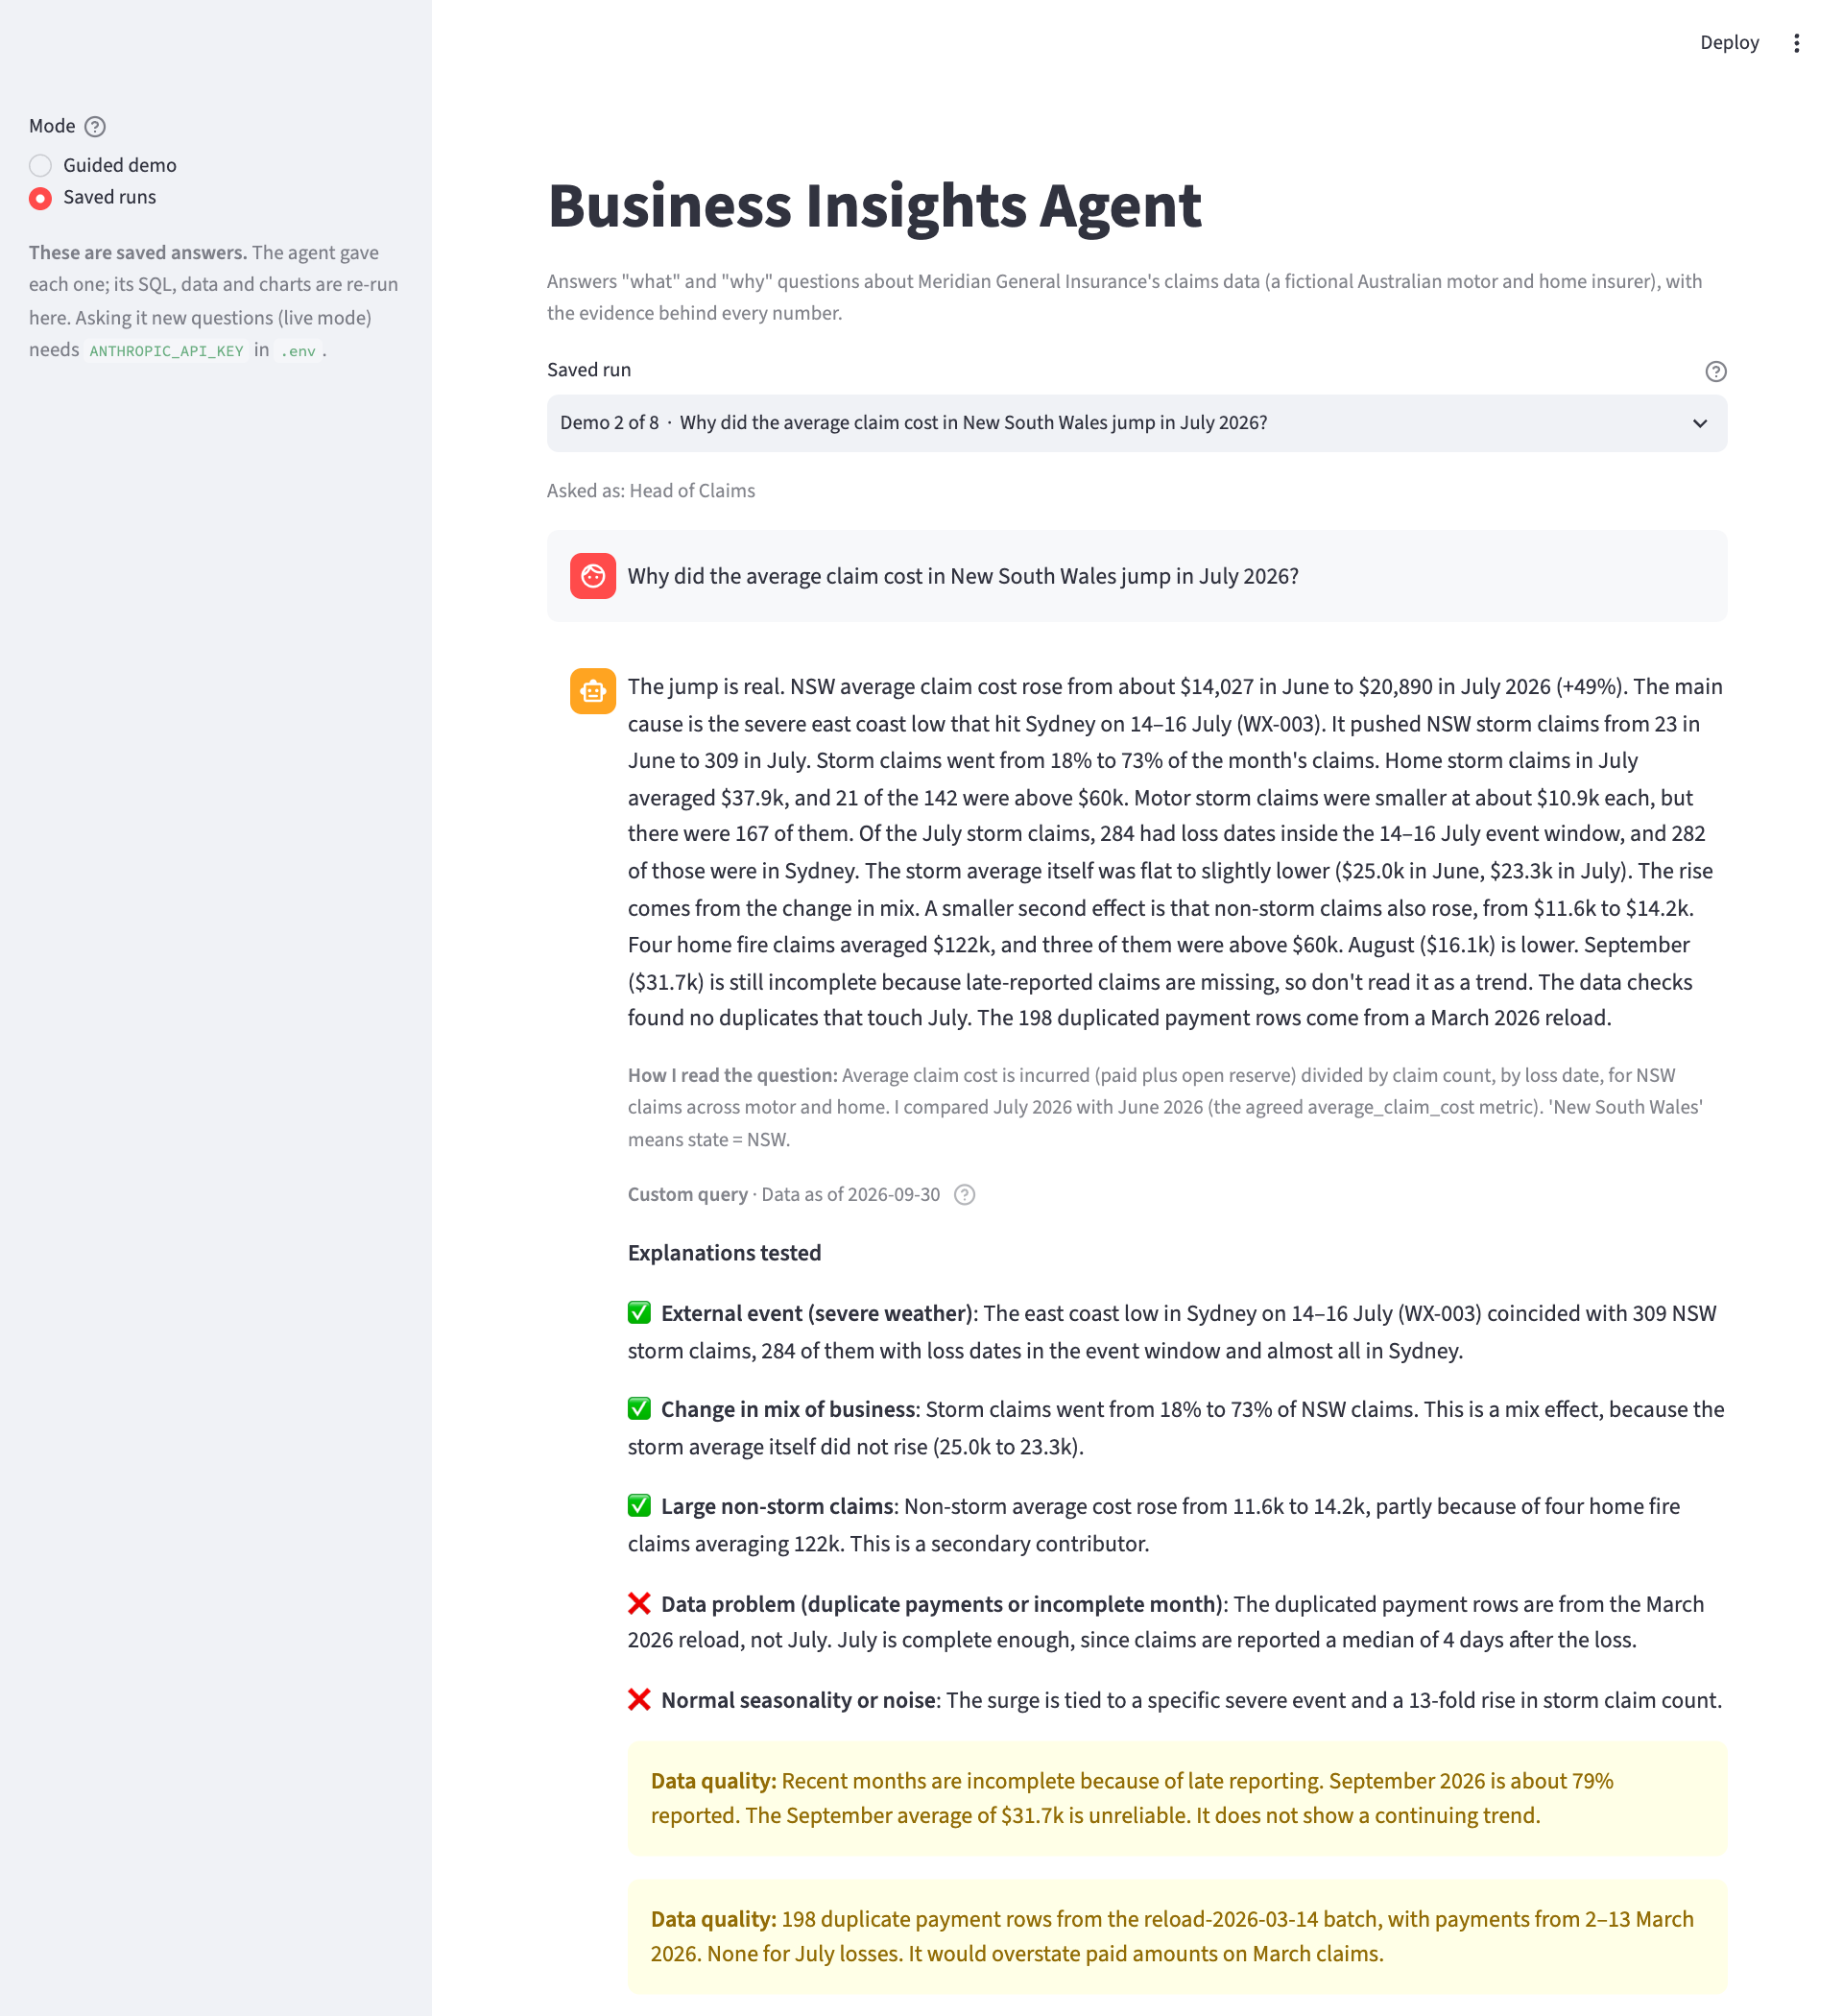 Deploy
Mode
Guided demo
Saved runs
These are saved answers. The agent gave
each one; its SQL, data and charts are re-run
here. Asking it new questions (live mode)
needs ANTHROPIC_API_KEY in .env.
Business Insights Agent
Answers "what" and "why" questions about Meridian General Insurance's claims data (a fictional Australian motor and home insurer), with
the evidence behind every number.
Saved run
Demo 2 of 8 · Why did the average claim cost in New South Wales jump in July 2026?
Asked as: Head of Claims
Why did the average claim cost in New South Wales jump in July 2026?
The jump is real. NSW average claim cost rose from about $14,027 in June to $20,890 in July 2026 (+49%). The main
cause is the severe east coast low that hit Sydney on 14–16 July (WX-003). It pushed NSW storm claims from 23 in
June to 309 in July. Storm claims went from 18% to 73% of the month's claims. Home storm claims in July
averaged $37.9k, and 21 of the 142 were above $60k. Motor storm claims were smaller at about $10.9k each, but
there were 167 of them. Of the July storm claims, 284 had loss dates inside the 14–16 July event window, and 282
of those were in Sydney. The storm average itself was flat to slightly lower ($25.0k in June, $23.3k in July). The rise
comes from the change in mix. A smaller second effect is that non-storm claims also rose, from $11.6k to $14.2k.
Four home fire claims averaged $122k, and three of them were above $60k. August ($16.1k) is lower. September
($31.7k) is still incomplete because late-reported claims are missing, so don't read it as a trend. The data checks
found no duplicates that touch July. The 198 duplicated payment rows come from a March 2026 reload.
How I read the question: Average claim cost is incurred (paid plus open reserve) divided by claim count, by loss date, for NSW
claims across motor and home. I compared July 2026 with June 2026 (the agreed average_claim_cost metric). 'New South Wales'
means state = NSW.
Custom query · Data as of 2026-09-30
Explanations tested
✅ External event (severe weather): The east coast low in Sydney on 14–16 July (WX-003) coincided with 309 NSW
storm claims, 284 of them with loss dates in the event window and almost all in Sydney.
✅ Change in mix of business: Storm claims went from 18% to 73% of NSW claims. This is a mix effect, because the
storm average itself did not rise (25.0k to 23.3k).
✅ Large non-storm claims: Non-storm average cost rose from 11.6k to 14.2k, partly because of four home fire
claims averaging 122k. This is a secondary contributor.
❌ Data problem (duplicate payments or incomplete month): The duplicated payment rows are from the March
2026 reload, not July. July is complete enough, since claims are reported a median of 4 days after the loss.
❌ Normal seasonality or noise: The surge is tied to a specific severe event and a 13-fold rise in storm claim count.
Data quality: Recent months are incomplete because of late reporting. September 2026 is about 79%
reported. The September average of $31.7k is unreliable. It does not show a continuing trend.
Data quality: 198 duplicate payment rows from the reload-2026-03-14 batch, with payments from 2–13 March
2026. None for July losses. It would overstate paid amounts on March claims.